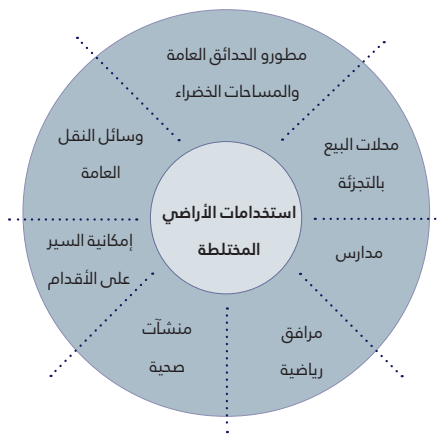 مطورو الحدائق العامة
والمساحات الخضراء
محلات البيع
بالتجزئة
مدارس
مرافق
رياضية
منشآت
صحية
إمكانية السير
على الأقدام
وسائل النقل
العامة
استخدامات الأراضي
المختلطة